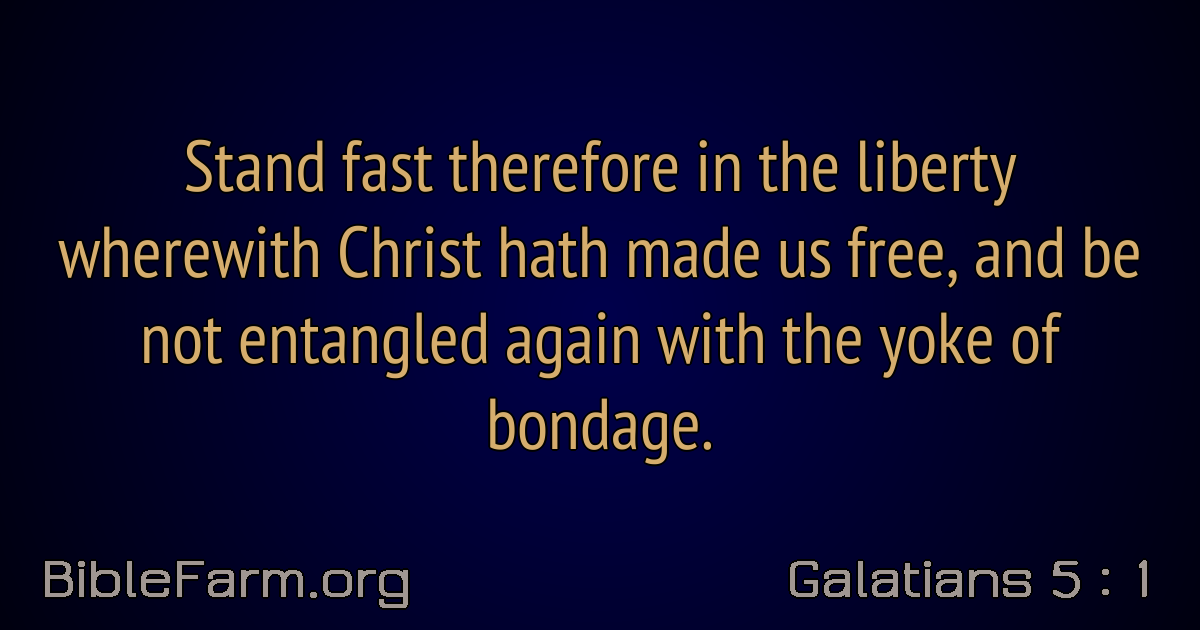 Stand fast therefore in the liberty
wherewith Christ hath made us free, and be
not entangled again with the yoke of
bondage.
BibleFarm.org
Galatians 5 : 1